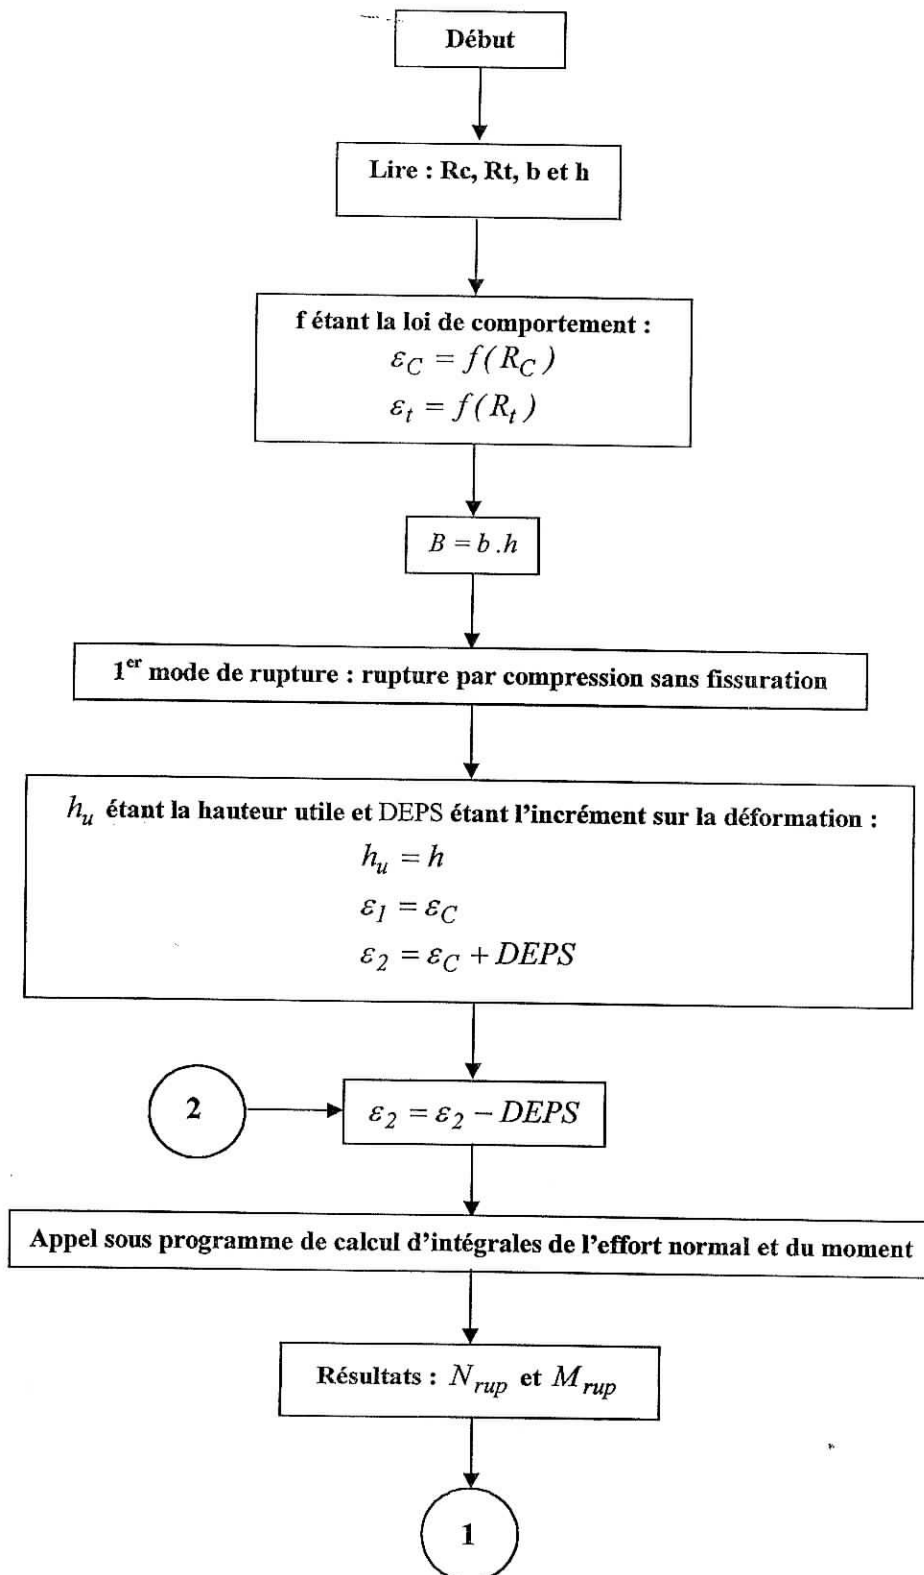 Début
Lire : Rc, Rt, b et h
f étant la loi de comportement :
ε_C = f(R_C)
ε_t = f(R_t)
B = b.h
1er mode de rupture : rupture par compression sans fissuration
h_u étant la hauteur utile et DEPS étant l'incrément sur la déformation :
h_u = h
ε_1 = ε_C
ε_2 = ε_C + DEPS
2
ε_2 = ε_2 − DEPS
Appel sous programme de calcul d'intégrales de l'effort normal et du moment
Résultats : N_rup et M_rup
1